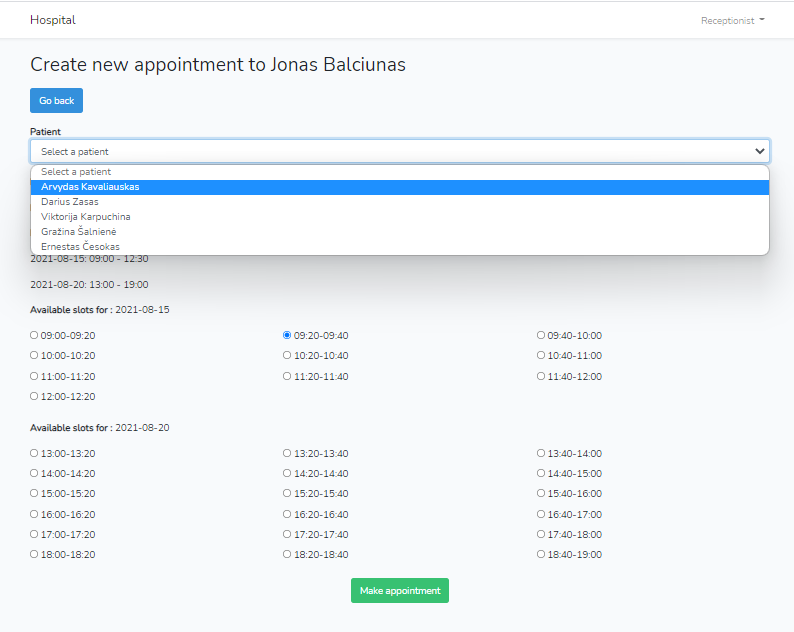 Hospital
Receptionist
Create new appointment to Jonas Balciunas
Go back
Patient
Select a patient
Select a patient
Arvydas Kavaliauskas
Darius Zasas
Viktorija Karpuchina
Gražina Šalnienė
Ernestas Česokas
2021-08-15: 09:00 - 12:30
2021-08-20: 13:00 - 19:00
Available slots for : 2021-08-15
09:00-09:20 09:20-09:40 09:40-10:00
10:00-10:20 10:20-10:40 10:40-11:00
11:00-11:20 11:20-11:40 11:40-12:00
12:00-12:20
Available slots for : 2021-08-20
13:00-13:20 13:20-13:40 13:40-14:00
14:00-14:20 14:20-14:40 14:40-15:00
15:00-15:20 15:20-15:40 15:40-16:00
16:00-16:20 16:20-16:40 16:40-17:00
17:00-17:20 17:20-17:40 17:40-18:00
18:00-18:20 18:20-18:40 18:40-19:00
Make appointment